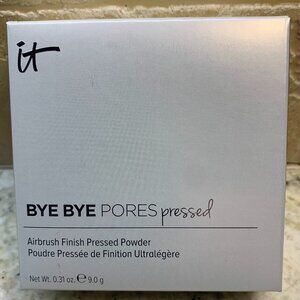 it
BYE BYE PORES pressed
Airbrush Finish Pressed Powder
Poudre Pressée de Finition Ultralégère
Net Wt. 0.31 oz. ℮ 9.0 g